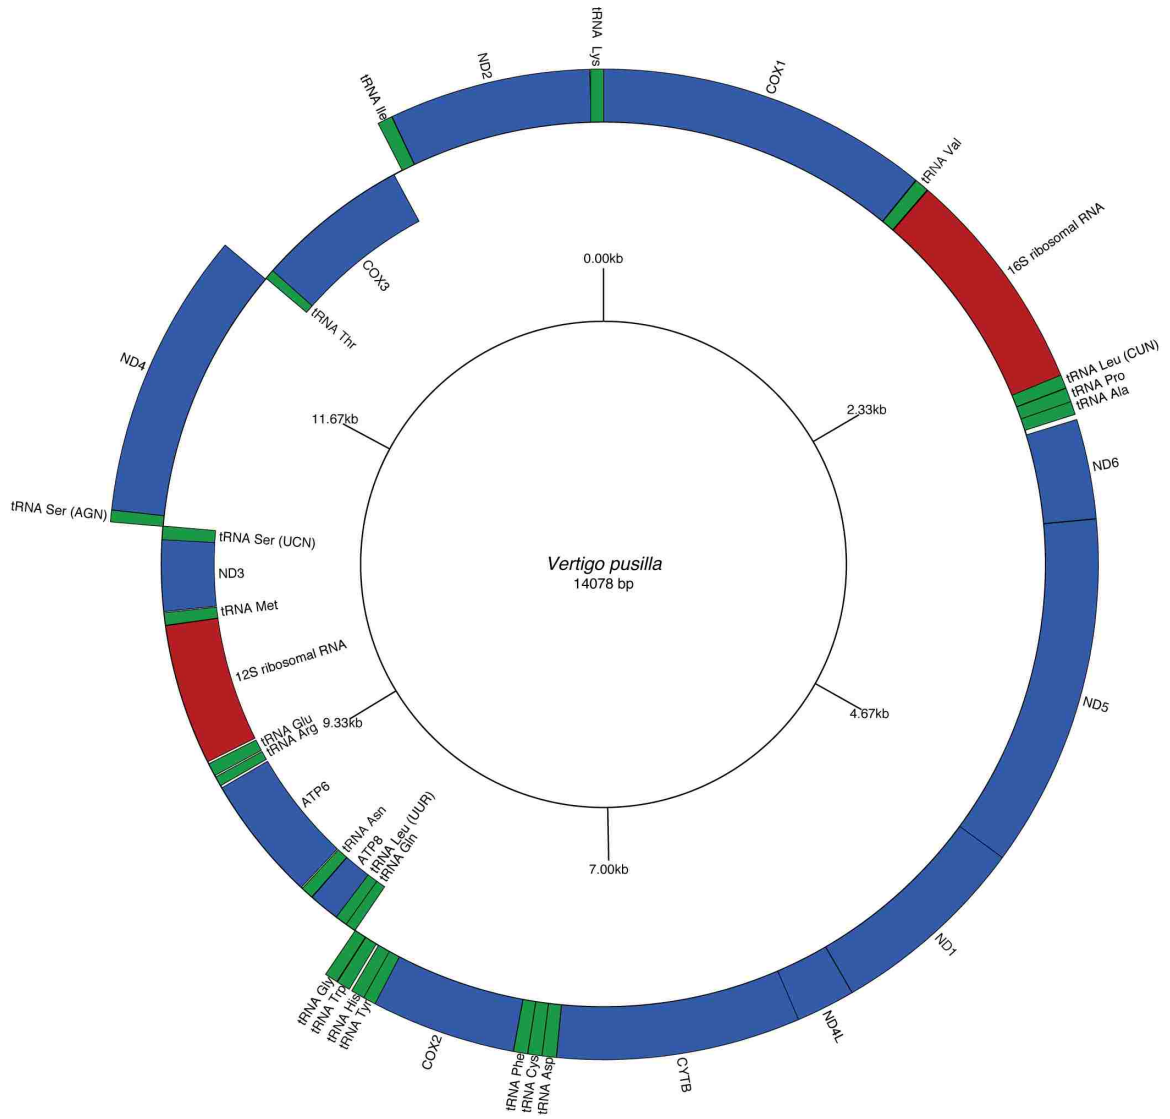 COX1
tRNA Val
16S ribosomal RNA
tRNA Leu (CUN)
tRNA Pro
tRNA Ala
ND6
ND5
ND1
ND4L
CYTB
tRNA Asp
tRNA Cys
tRNA Phe
COX2
tRNA Tyr
tRNA His
tRNA Trp
tRNA Gly
tRNA Gln
tRNA Leu (UUR)
ATP8
tRNA Asn
ATP6
tRNA Arg
tRNA Glu
12S ribosomal RNA
tRNA Met
ND3
tRNA Ser (UCN)
tRNA Ser (AGN)
ND4
tRNA Thr
COX3
tRNA Ile
ND2
tRNA Lys
0.00kb
2.33kb
4.67kb
7.00kb
9.33kb
11.67kb
Vertigo pusilla
14078 bp